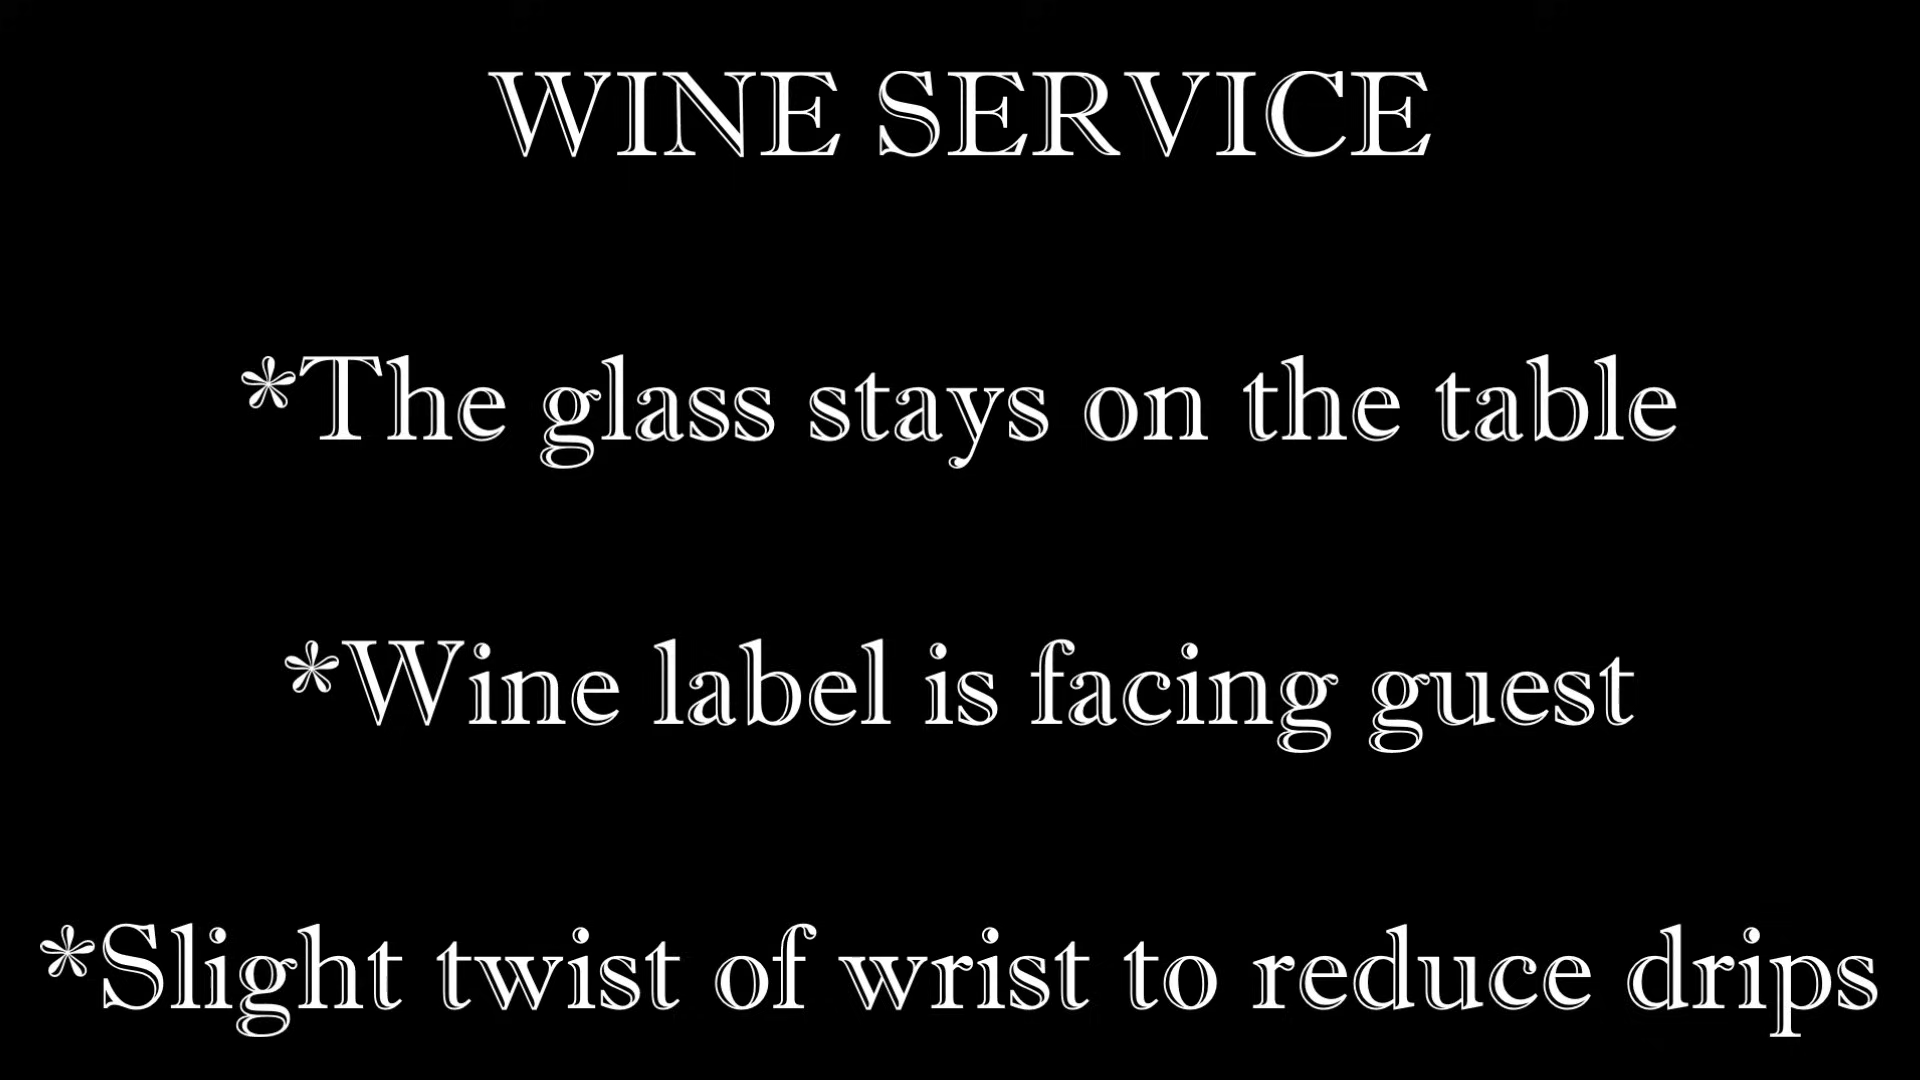 WINE SERVICE
*The glass stays on the table
*Wine label is facing guest
*Slight twist of wrist to reduce drips